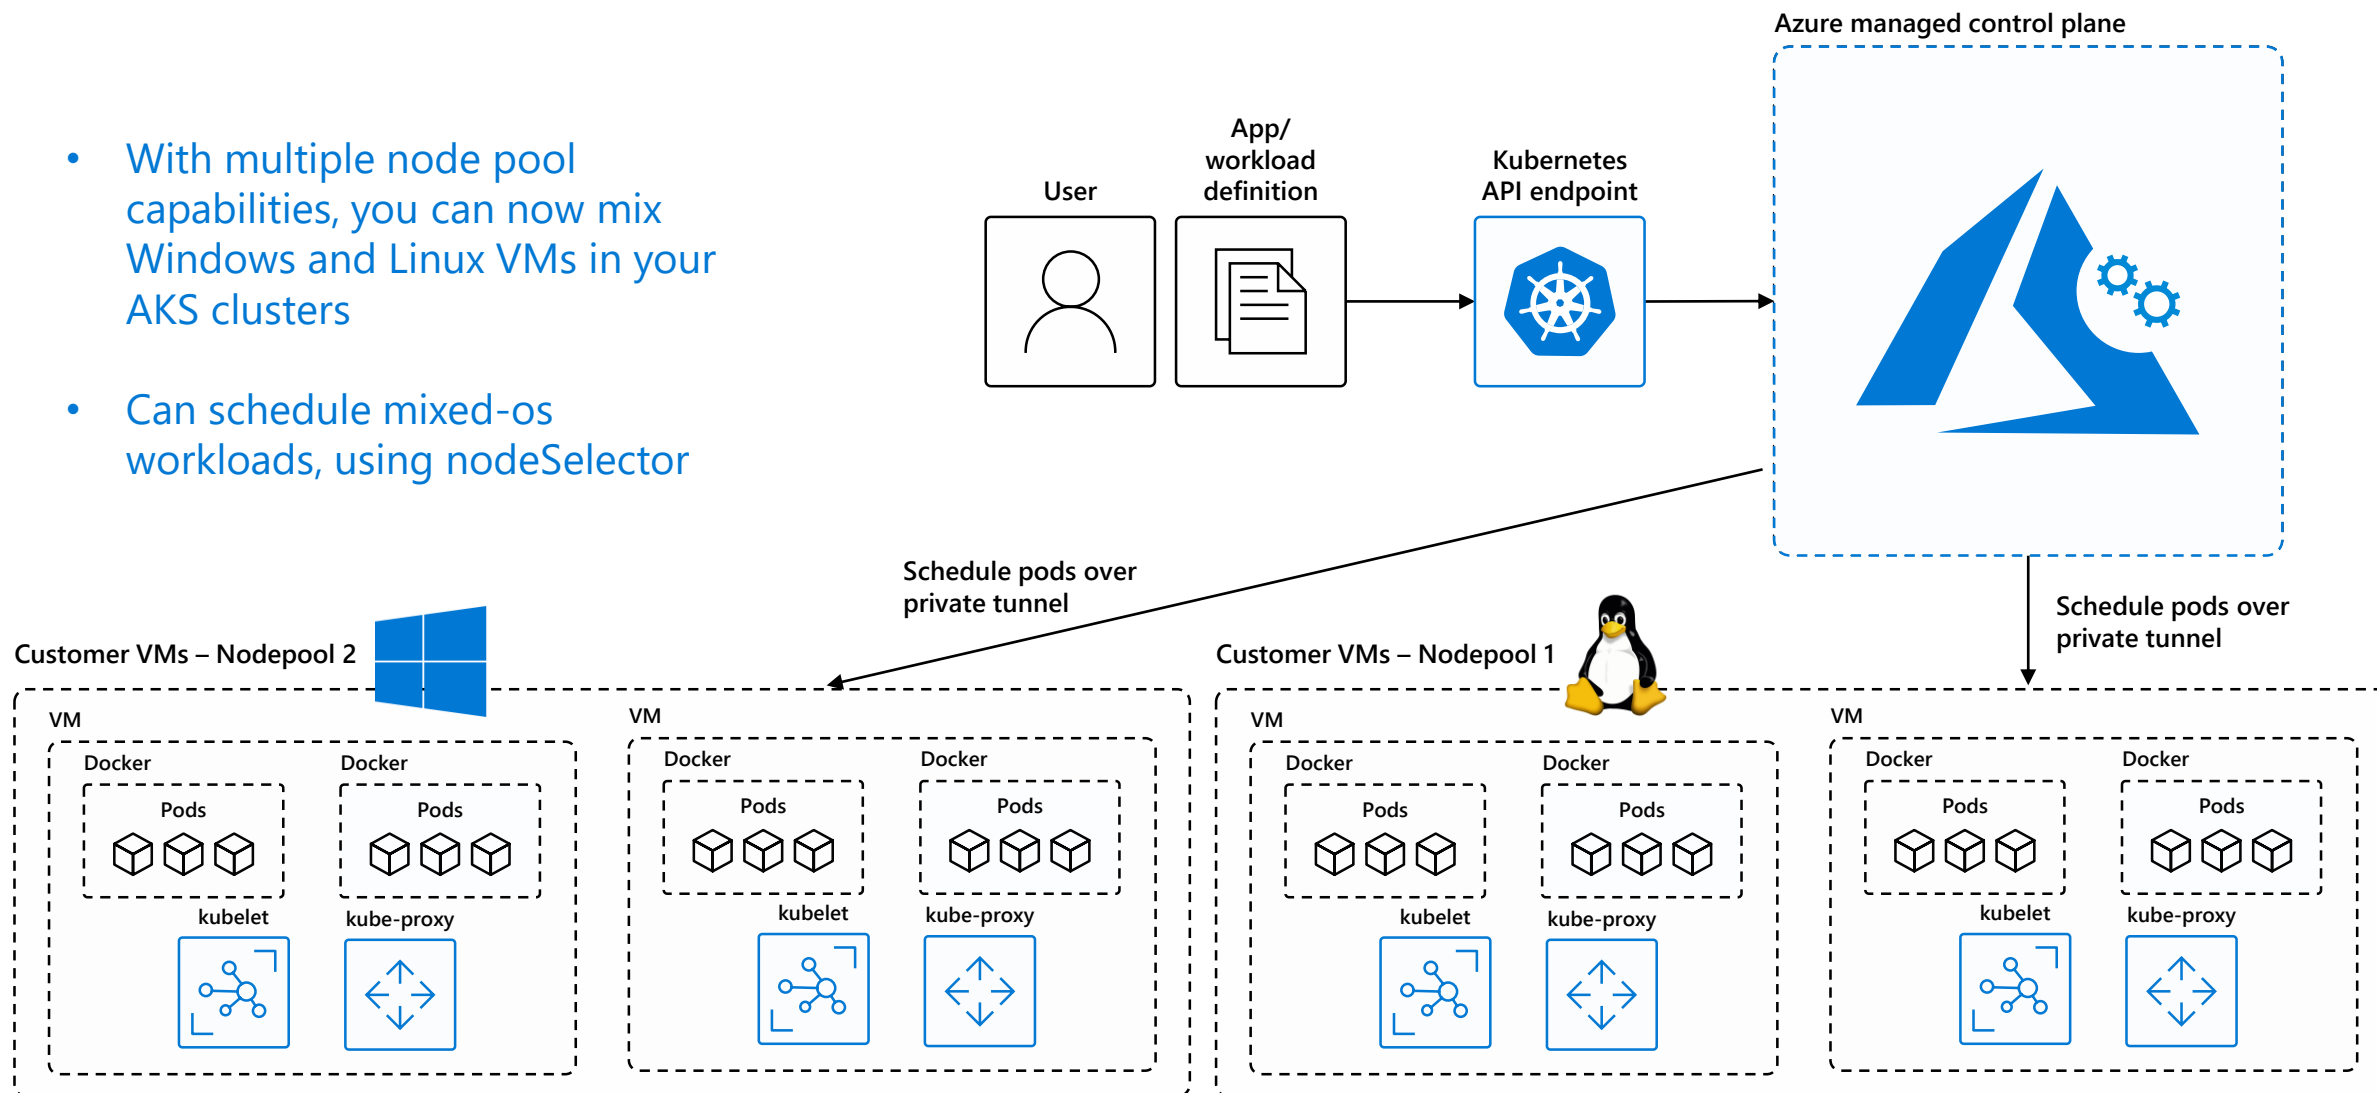 Azure managed control plane
• With multiple node pool
capabilities, you can now mix
Windows and Linux VMs in your
AKS clusters
• Can schedule mixed-os
workloads, using nodeSelector
User
App/
workload
definition
Kubernetes
API endpoint
Schedule pods over
private tunnel
Schedule pods over
private tunnel
Customer VMs – Nodepool 2
VM
Docker
Pods
Docker
Pods
kubelet
kube-proxy
VM
Docker
Pods
Docker
Pods
kubelet
kube-proxy
Customer VMs – Nodepool 1
VM
Docker
Pods
Docker
Pods
kubelet
kube-proxy
VM
Docker
Pods
Docker
Pods
kubelet
kube-proxy